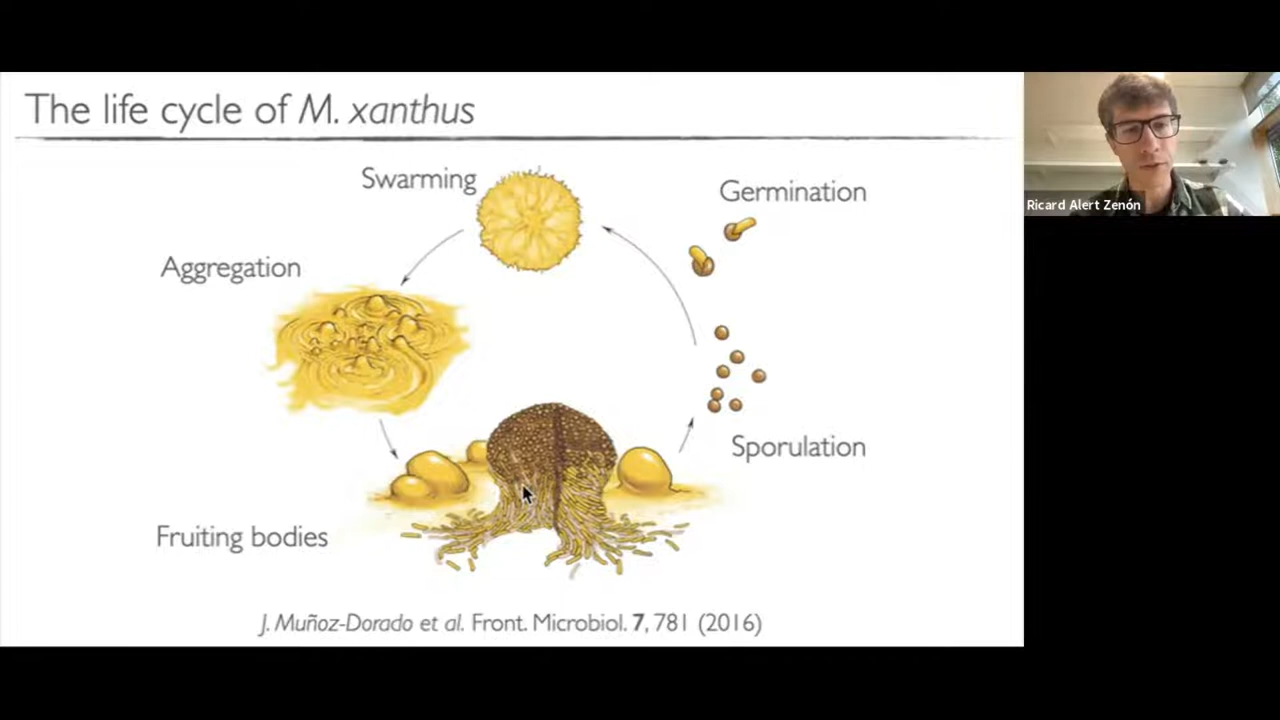 The life cycle of M. xanthus
Swarming
Germination
Aggregation
Sporulation
Fruiting bodies
J. Muñoz-Dorado et al. Front. Microbiol. 7, 781 (2016)
Ricard Alert Zenón